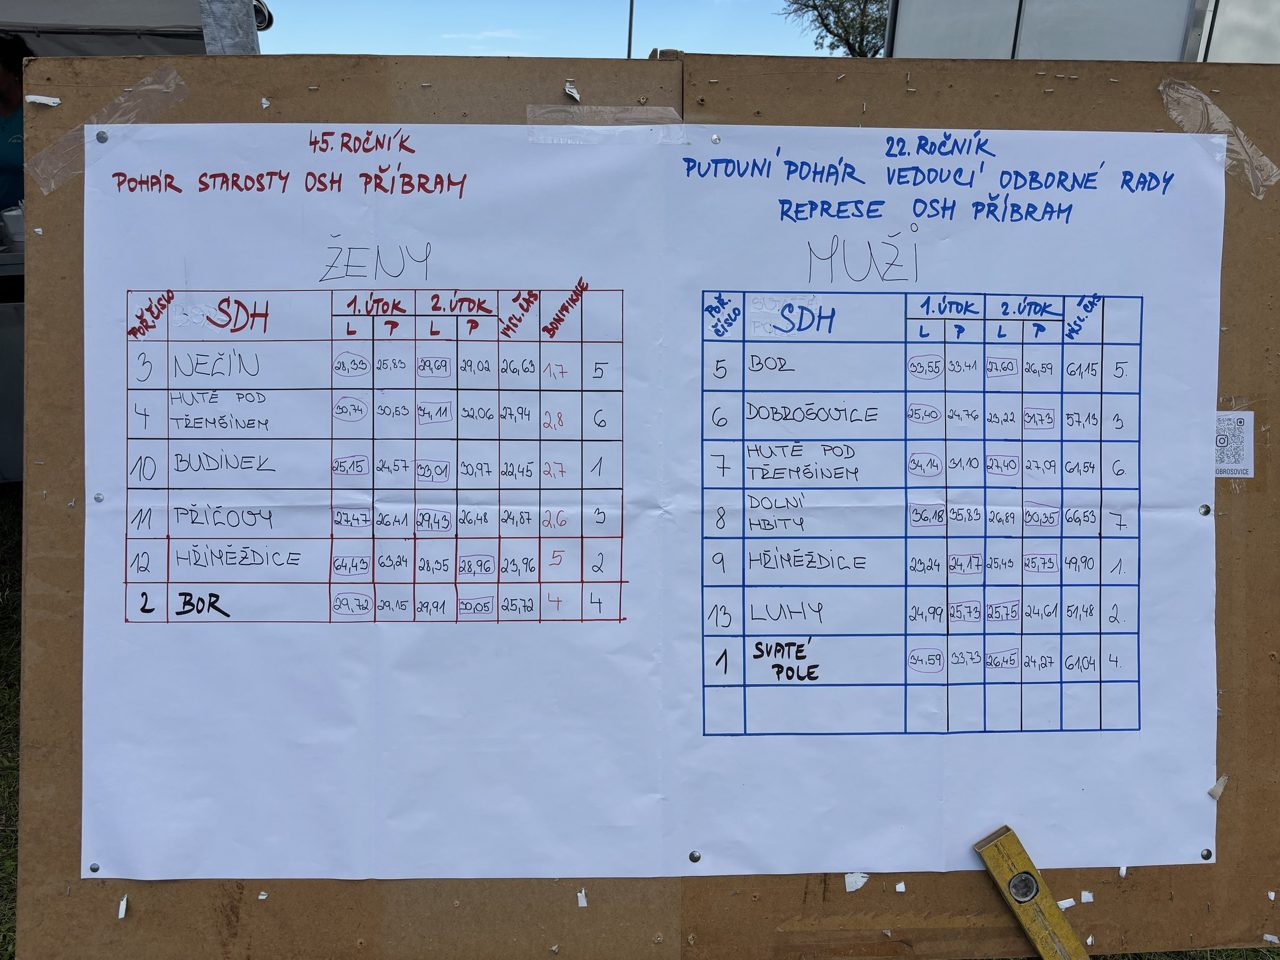 45. ROČNÍK
POHÁR STAROSTY OSH PŘÍBRAM
ŽENY
POŘ. ČÍSLO SDH 1. ÚTOK 2. ÚTOK VÝSL. ČAS BONIFIKACE
L P L P
3 NEČÍN 28,33 25,83 29,69 29,02 26,63 1,7 5
4 HUTĚ POD TŘEMŠÍNEM 30,74 30,53 34,11 32,06 27,94 2,8 6
10 BUDÍNEK 25,15 24,57 33,01 30,97 22,45 2,7 1
11 PŘÍČOVY 27,47 26,41 29,43 26,48 24,87 2,6 3
12 HŘIMĚŽDICE 64,43 63,24 28,35 28,96 23,96 5 2
2 BOR 29,72 29,15 29,91 30,05 25,72 4 4
22. ROČNÍK
PUTOVNÍ POHÁR VEDOUCÍ ODBORNÉ RADY
REPRESE OSH PŘÍBRAM
MUŽI
POŘ. ČÍSLO SDH 1. ÚTOK 2. ÚTOK VÝSL. ČAS
L P L P
5 BOR 33,55 33,41 27,60 26,59 61,15 5.
6 DOBROŠOVICE 25,40 24,76 23,22 31,73 57,13 3
7 HUTĚ POD TŘEMŠÍNEM 34,14 31,10 27,40 27,09 61,54 6.
8 DOLNÍ HBITY 36,18 35,83 26,89 30,35 66,53 7
9 HŘIMĚŽDICE 23,24 24,17 25,43 25,73 49,90 1.
13 LUHY 24,99 25,73 25,75 24,61 51,48 2.
1 SVATÉ POLE 34,59 33,73 26,45 24,27 61,04 4.
DOBROSOVICE